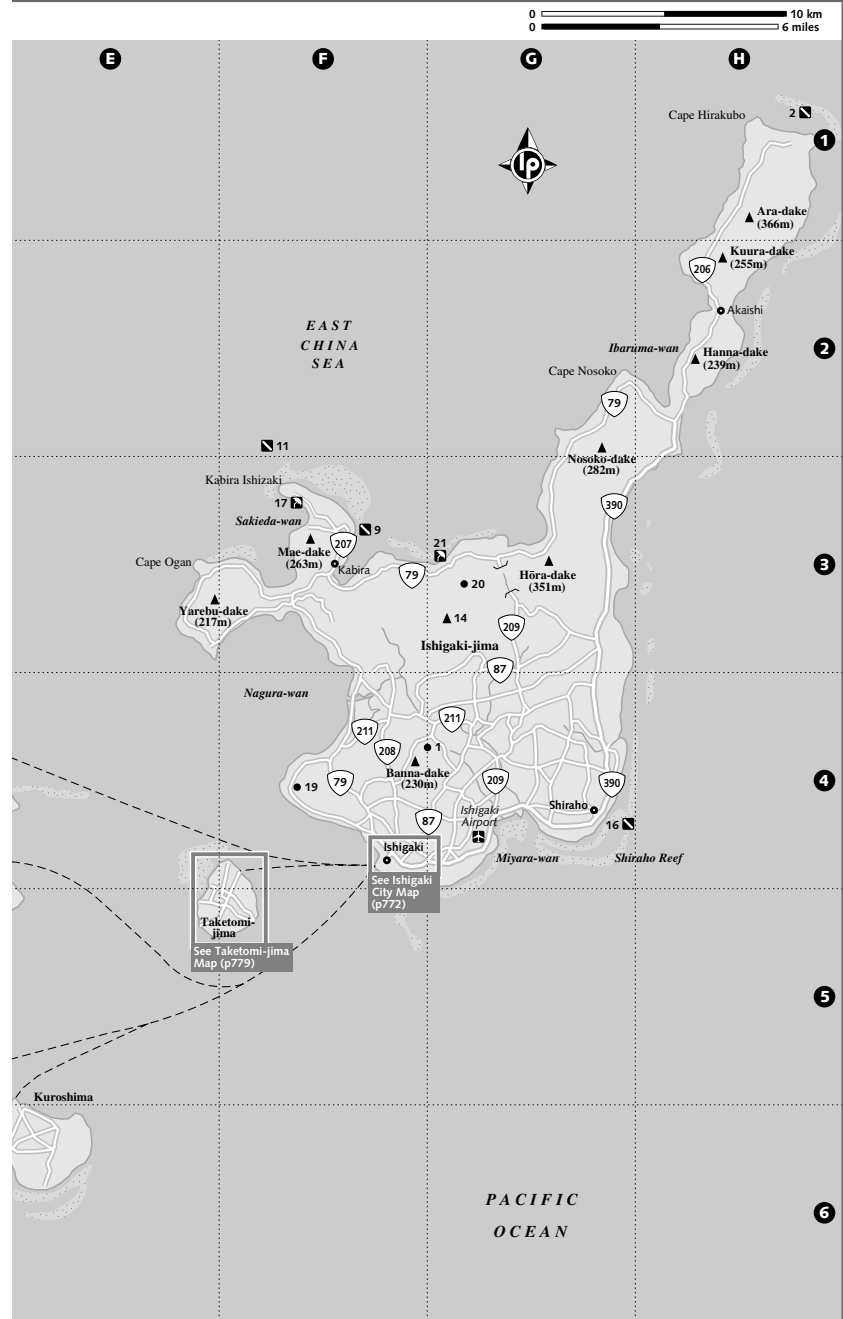 0 10 km
0 6 miles
E F G H
Cape Hirakubo
2
1
lp
Ara-dake
(366m)
Kuura-dake
(255m)
206
Akaishi
EAST
CHINA
SEA
Ibaruma-wan
Hanna-dake
(239m)
2
Cape Nosoko
79
11
Nosoko-dake
(282m)
Kabira Ishizaki
17
390
Sakieda-wan
9
21
Mae-dake
(263m)
207
Kabira
Cape Ogan
79
20
Hōra-dake
(351m)
3
Yarebu-dake
(217m)
14
209
Ishigaki-jima
87
Nagura-wan
211
211
208
1
Banna-dake
(230m)
19
79
209
390
4
Shiraho
Ishigaki
Airport
87
16
Ishigaki
Miyara-wan
Shiraho Reef
See Ishigaki
City Map
(p772)
Taketomi-
jima
See Taketomi-jima
Map (p779)
5
Kuroshima
PACIFIC
OCEAN
6